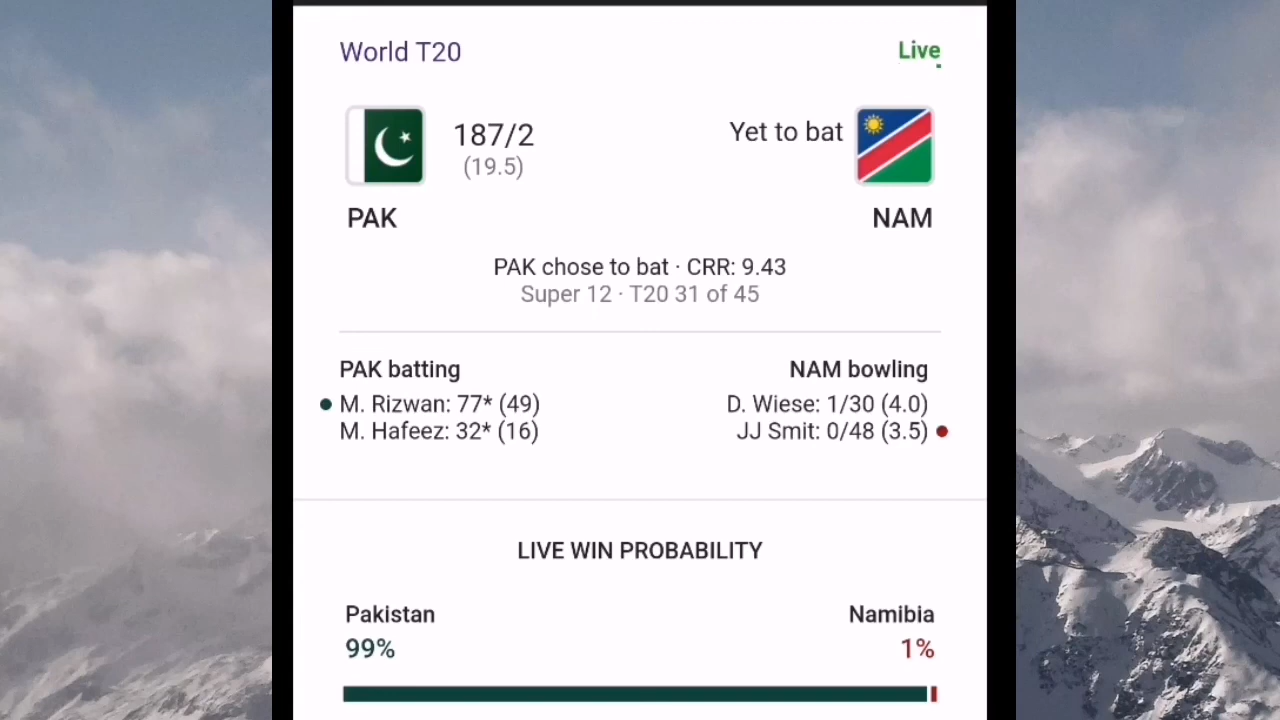 World T20 Live
187/2 Yet to bat
(19.5)
PAK NAM
PAK chose to bat · CRR: 9.43
Super 12 · T20 31 of 45
PAK batting NAM bowling
M. Rizwan: 77* (49) D. Wiese: 1/30 (4.0)
M. Hafeez: 32* (16) JJ Smit: 0/48 (3.5)
LIVE WIN PROBABILITY
Pakistan Namibia
99% 1%